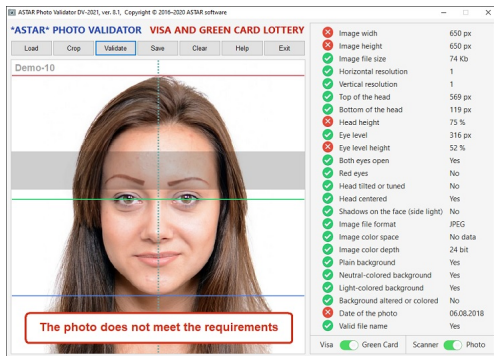 ASTAR Photo Validator DV-2021, ver. 8.1, Copyright © 2016-2020 ASTAR software
*ASTAR* PHOTO VALIDATOR VISA AND GREEN CARD LOTTERY
Load Crop Validate Save Clear Help Exit
Demo-10
The photo does not meet the requirements
Image widh 650 px
Image height 650 px
Image file size 74 Kb
Horizontal resolution 1
Vertical resolution 1
Top of the head 569 px
Bottom of the head 119 px
Head height 75 %
Eye level 316 px
Eye level height 52 %
Both eyes open Yes
Red eyes No
Head tilted or tuned No
Head centered Yes
Shadows on the face (side light) No
Image file format JPEG
Image color space No data
Image color depth 24 bit
Plain background Yes
Neutral-colored background Yes
Light-colored background Yes
Background altered or colored No
Date of the photo 06.08.2018
Valid file name Yes
Visa Green Card Scanner Photo